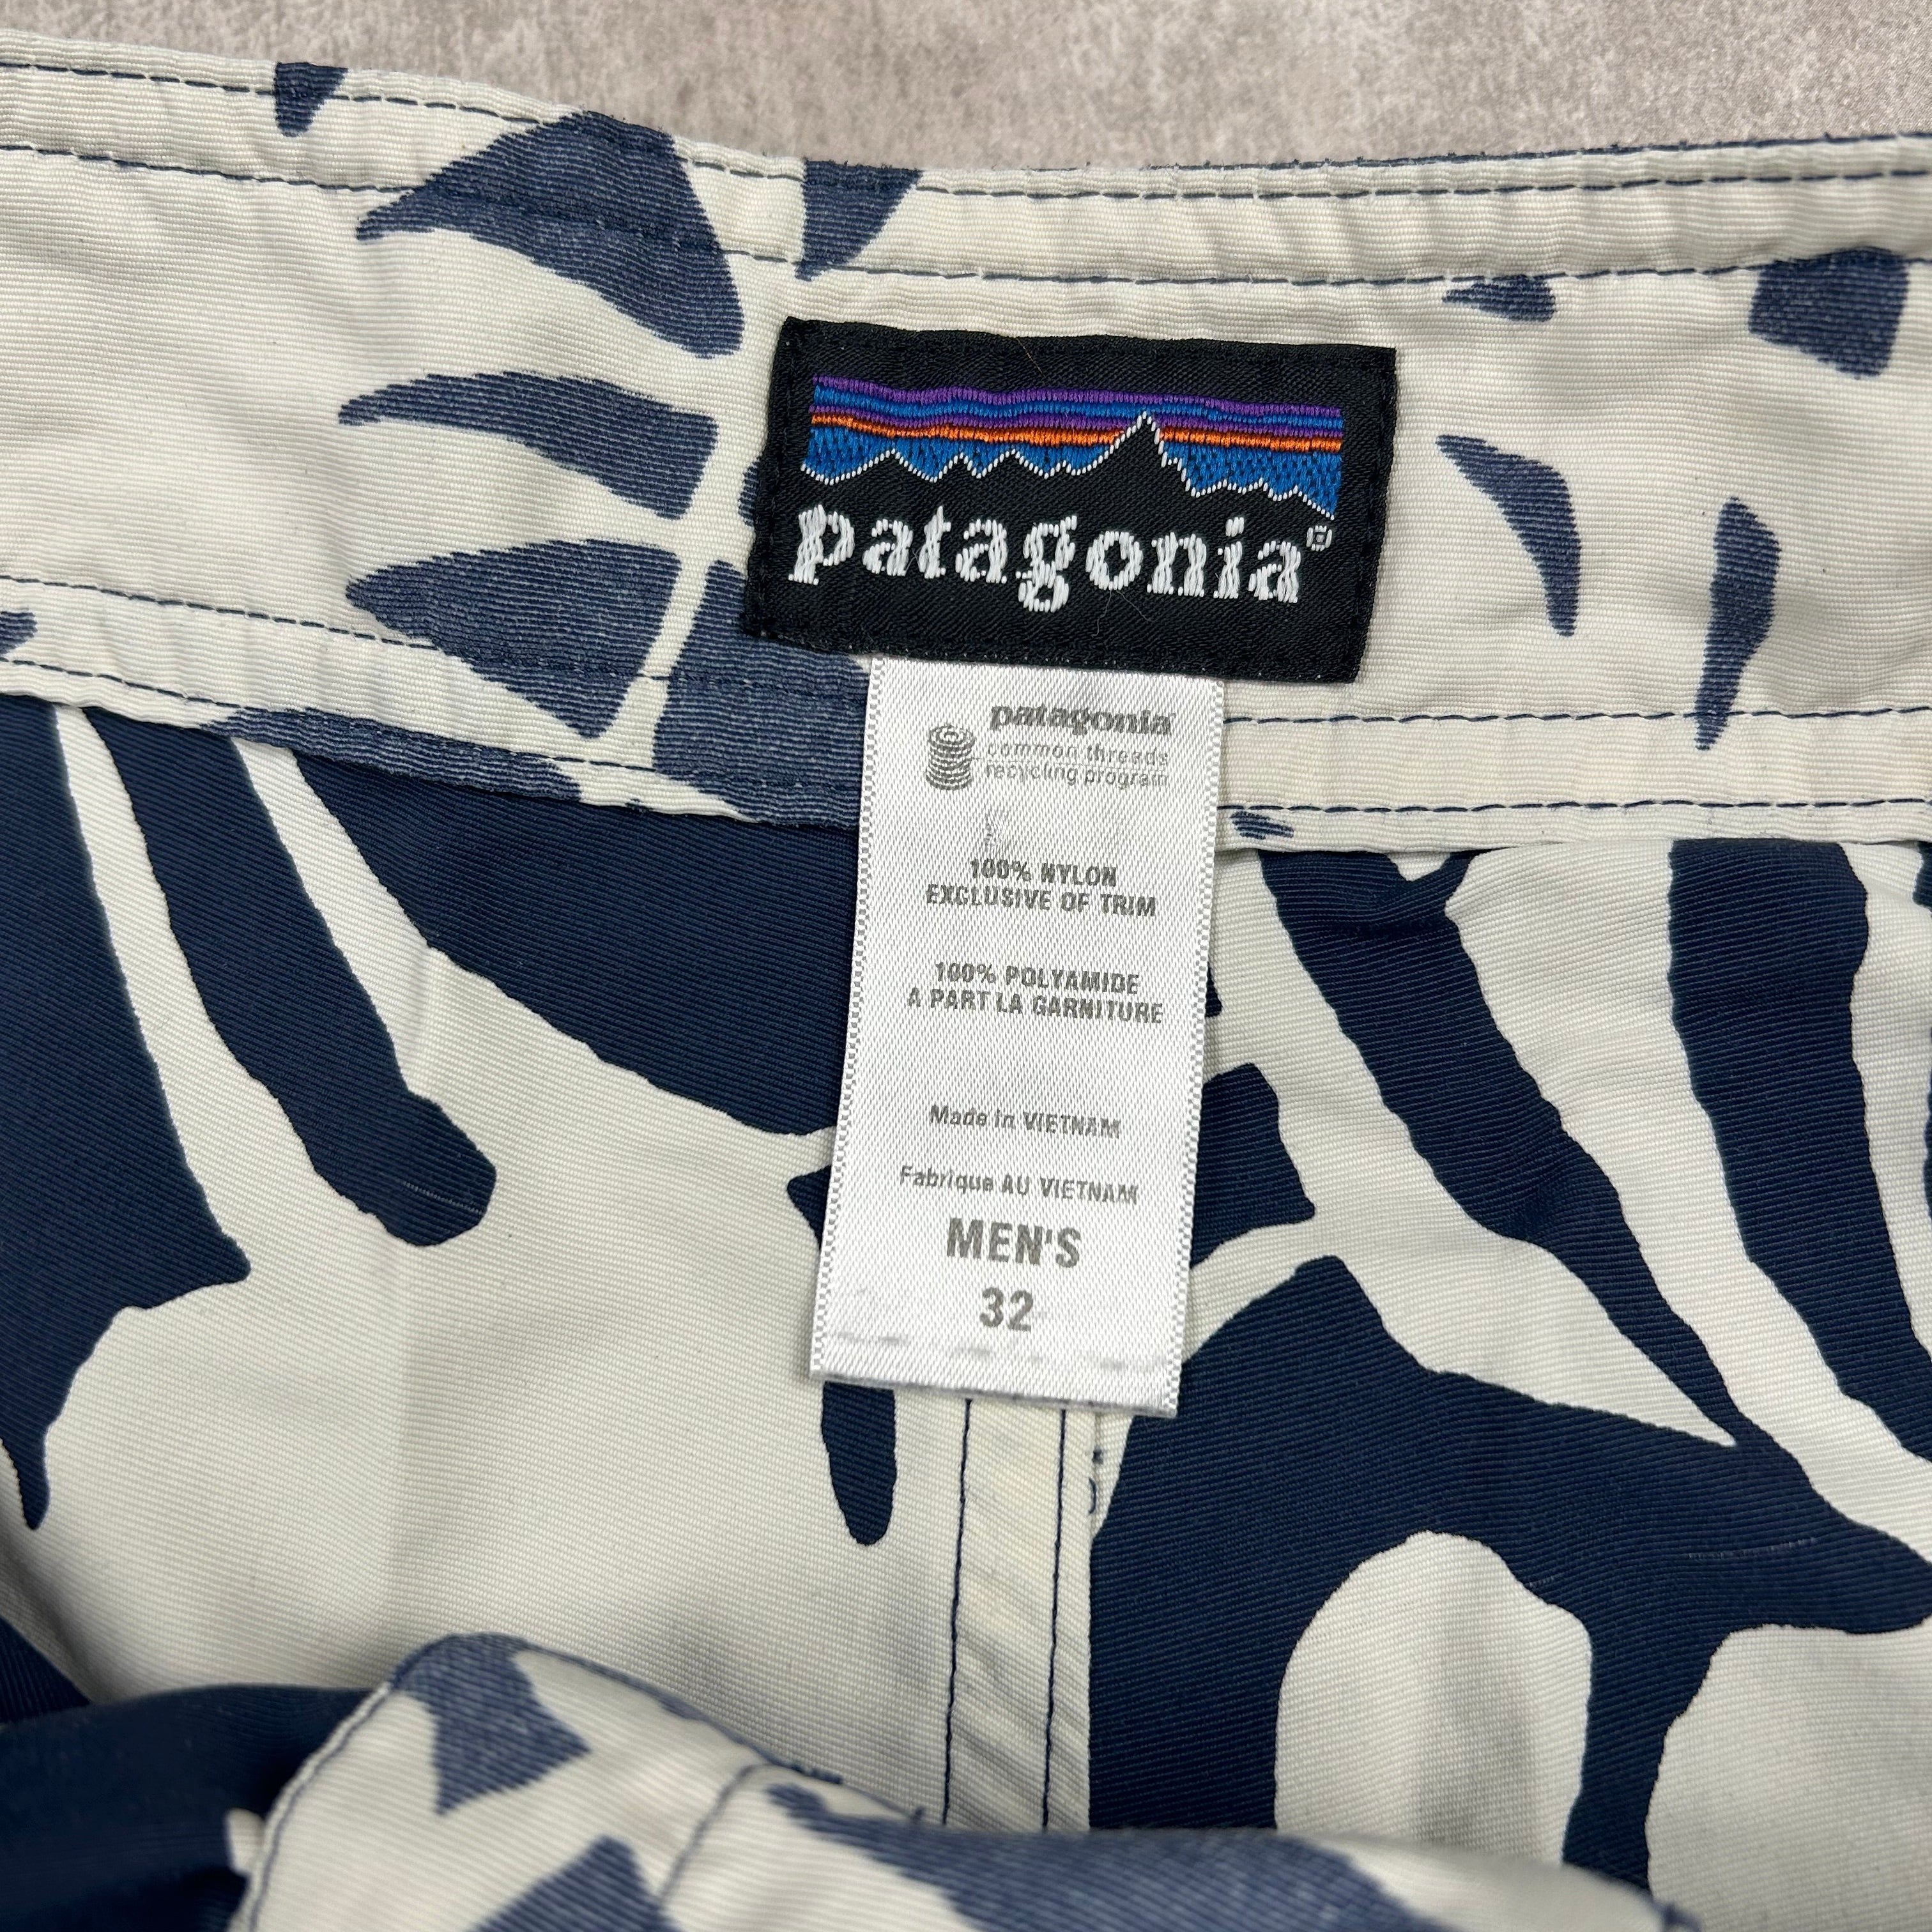 patagonia®
patagonia
common threads
recycling program
100% NYLON
EXCLUSIVE OF TRIM
100% POLYAMIDE
A PART LA GARNITURE
Made in VIETNAM
Fabrique AU VIETNAM
MEN'S
32